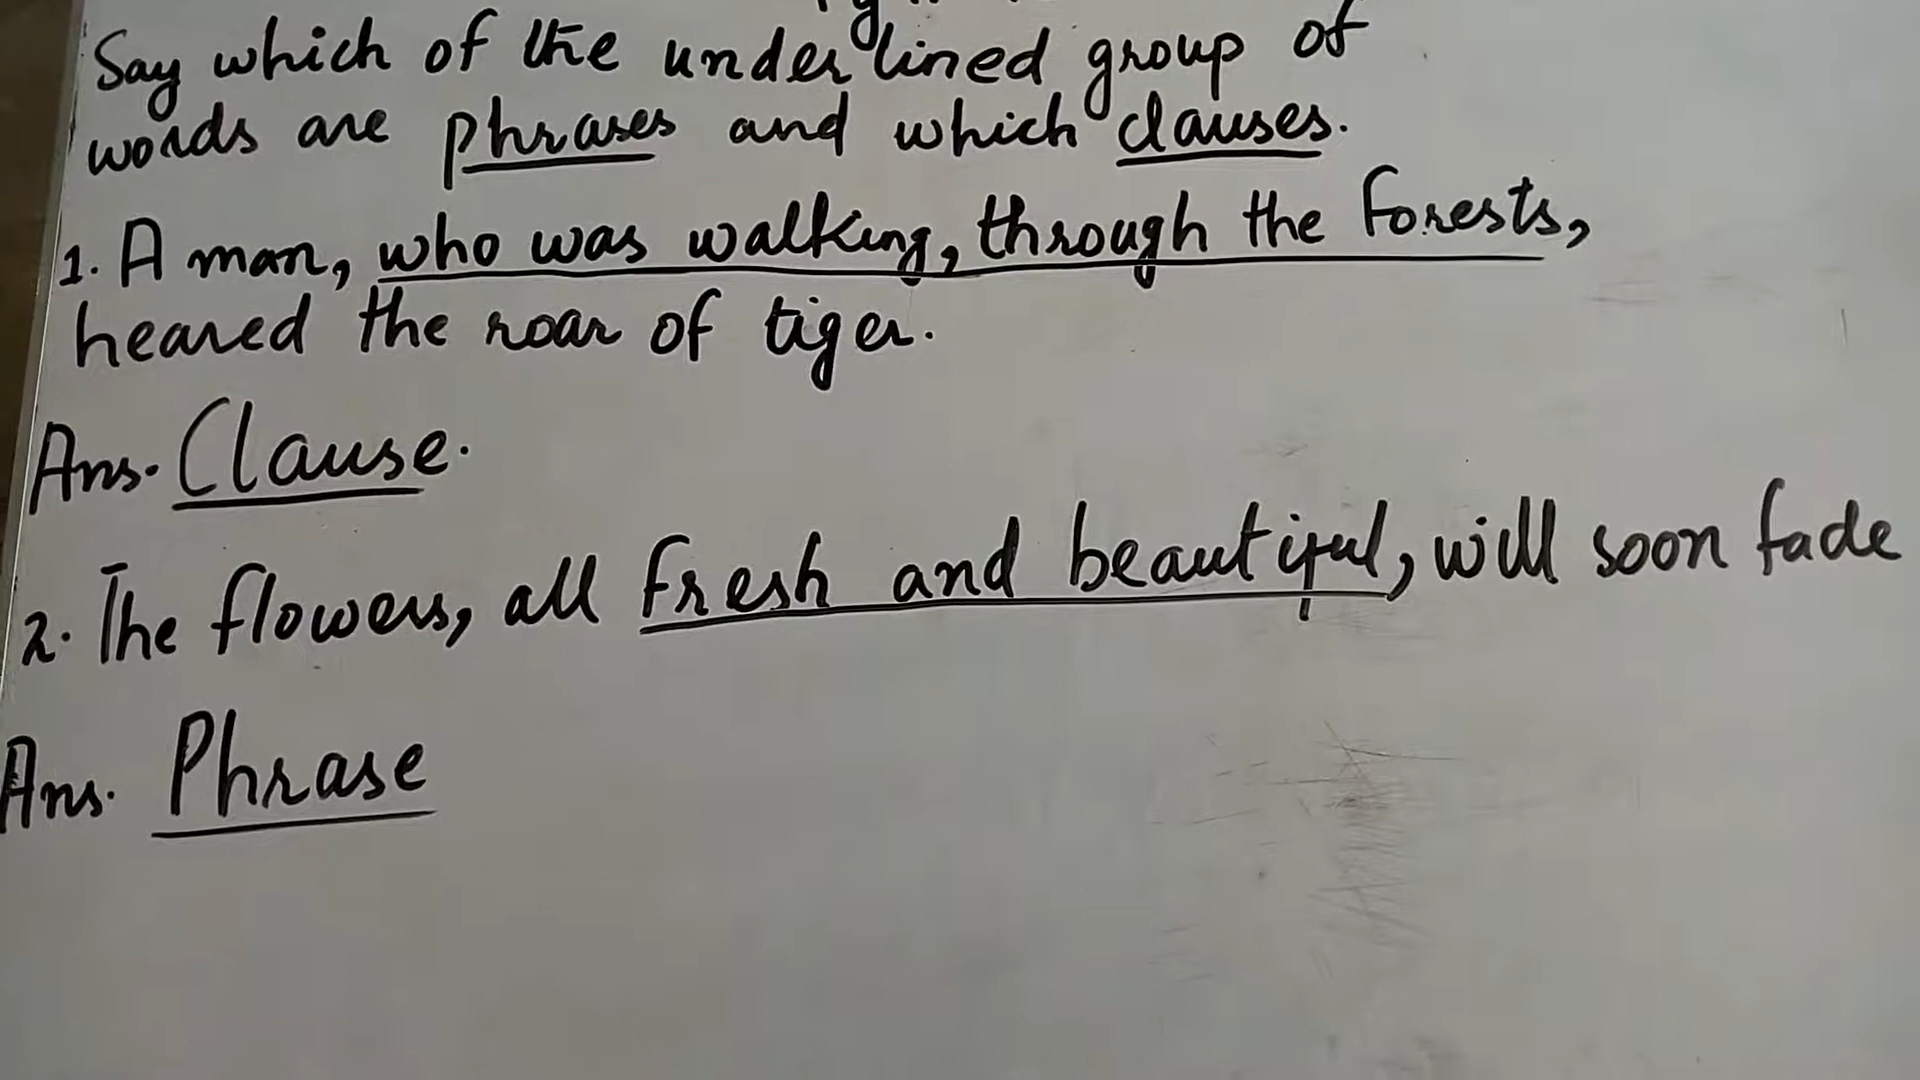 Say which of the underlined group of
words are phrases and which clauses.
1. A man, who was walking, through the forests,
heared the roar of tiger.
Ans. Clause.
2. The flowers, all fresh and beautiful, will soon fade
Ans. Phrase